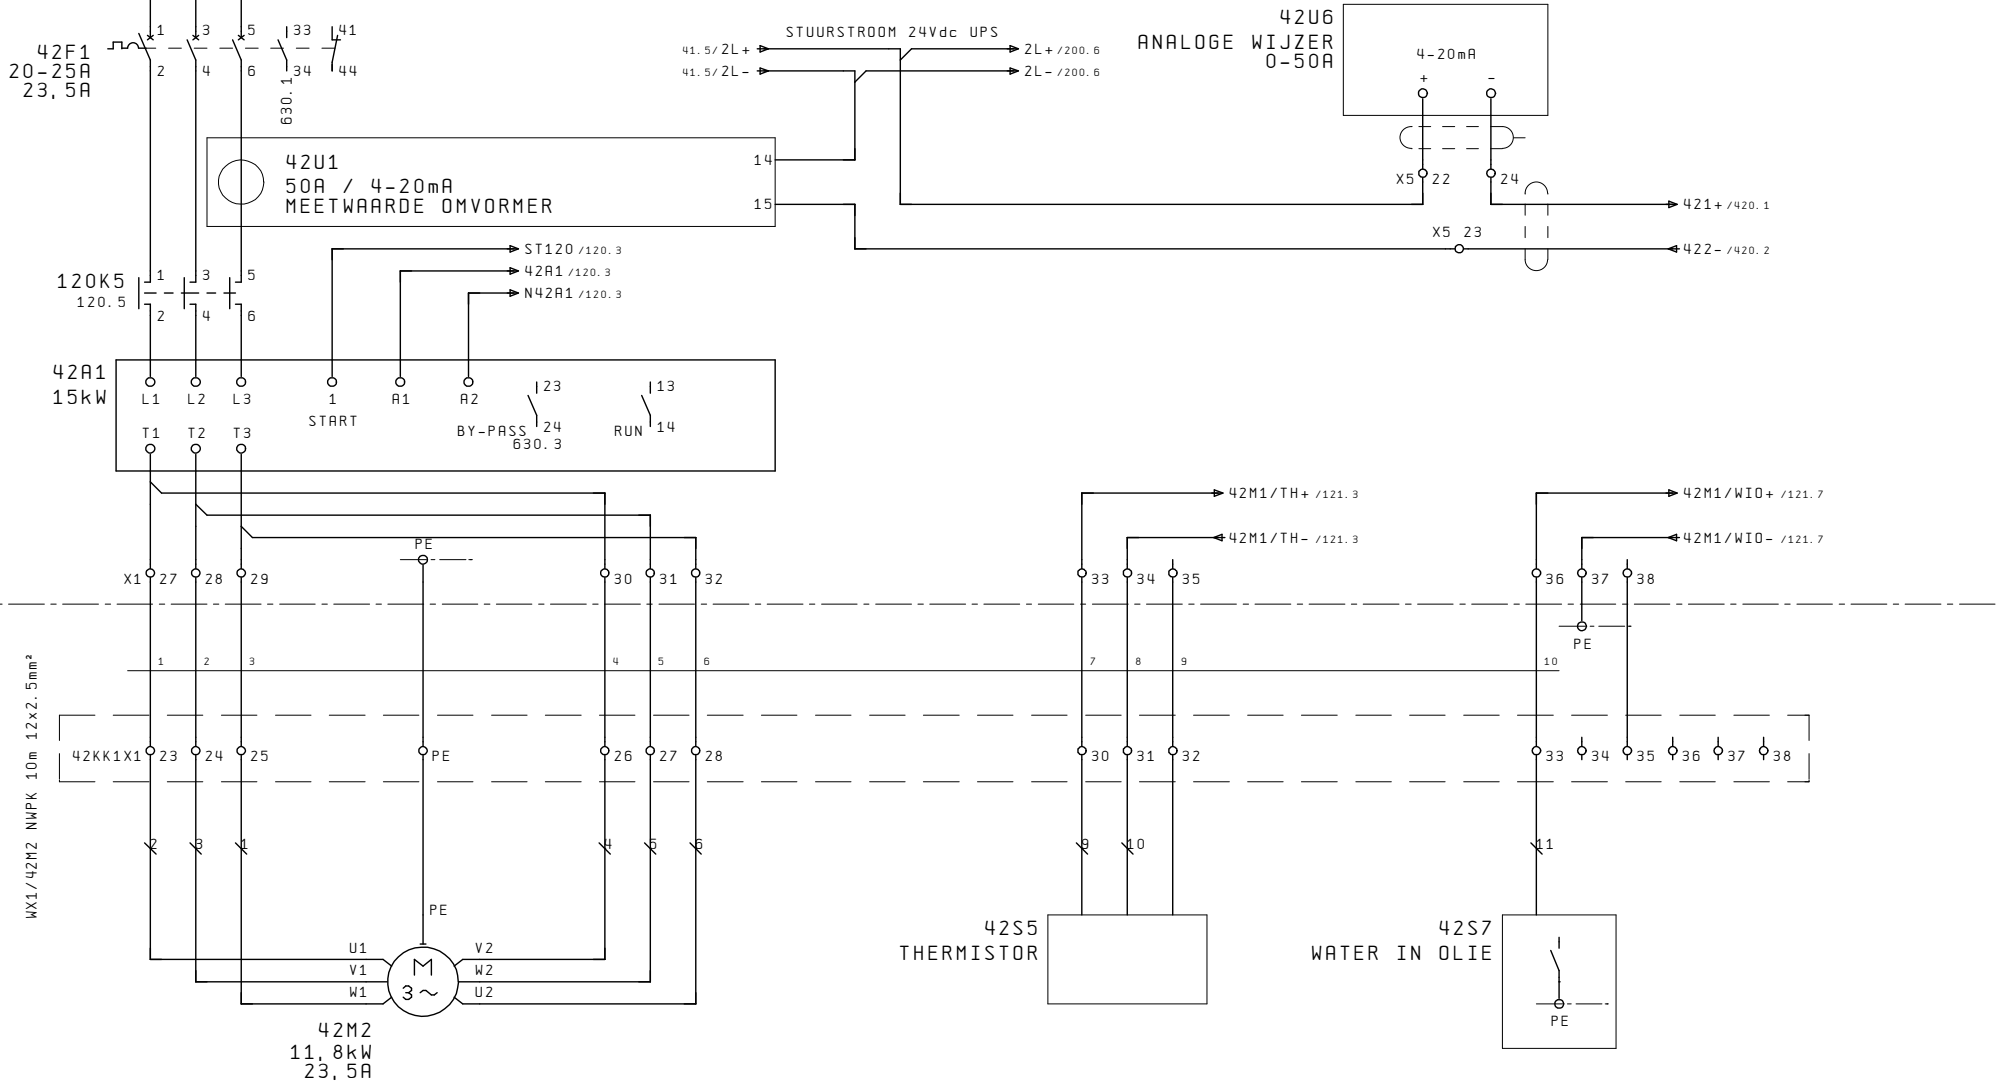 42F1
20-25A
23,5A
1 3 5 33 41
2 4 6 34 44
630.1
41.5/2L+
41.5/2L-
STUURSTROOM 24Vdc UPS
2L+/200.6
2L-/200.6
42U6
ANALOGE WIJZER
0-50A
4-20mA
+ -
X5 22 24
42U1
50A / 4-20mA
MEETWAARDE OMVORMER
14
15
421+/420.1
X5 23
422-/420.2
ST120/120.3
42A1/120.3
N42A1/120.3
120K5
120.5
1 3 5
2 4 6
42A1
15kW
L1 L2 L3 1 A1 A2
START
T1 T2 T3
23
BY-PASS 24
630.3
13
RUN 14
42M1/TH+/121.3
42M1/TH-/121.3
42M1/WIO+/121.7
42M1/WIO-/121.7
PE
X1 27 28 29 30 31 32 33 34 35 36 37 38
PE
1 2 3 4 5 6 7 8 9 10
WX1/42M2 NWPK 10m 12x2.5mm²
42KK1X1 23 24 25 PE 26 27 28 30 31 32 33 34 35 36 37 38
2 3 1 4 5 6 9 10 11
PE
U1 V2
V1 W2
W1 U2
M
3~
42M2
11,8kW
23,5A
42S5
THERMISTOR
42S7
WATER IN OLIE
PE